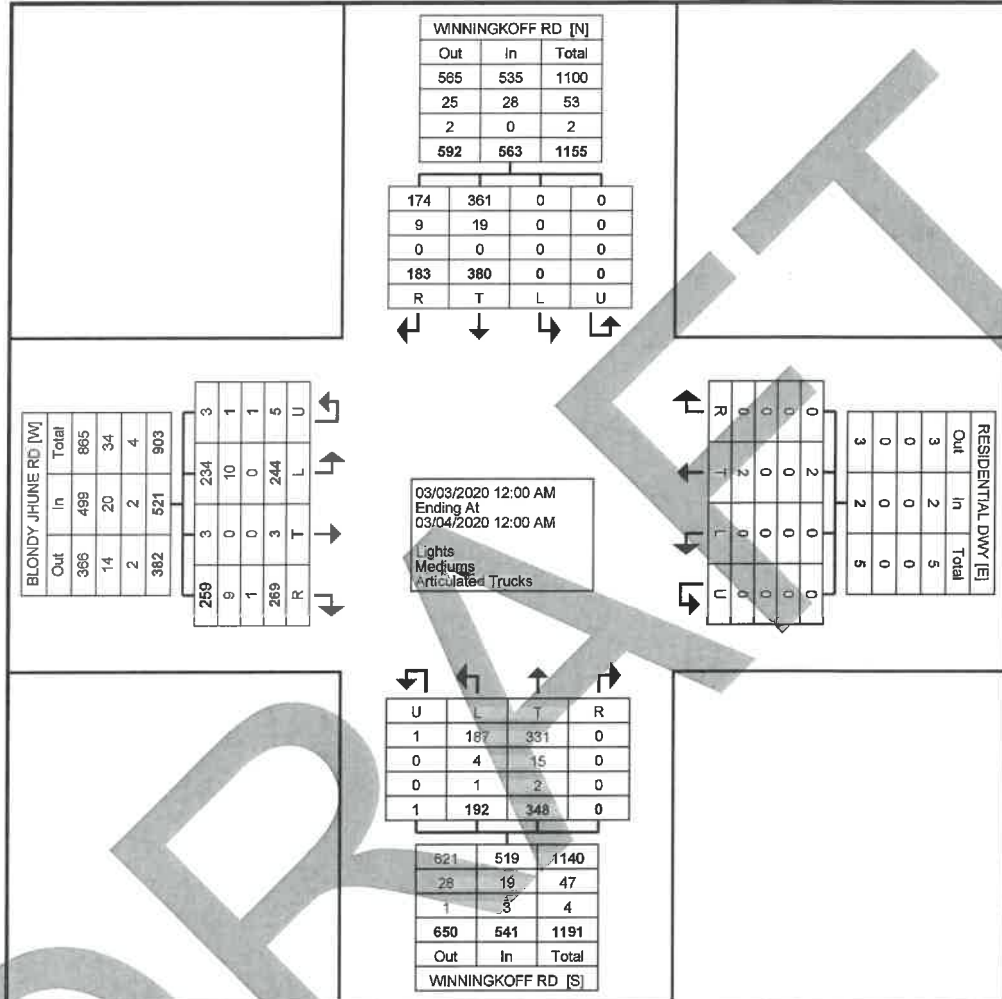 WINNINGKOFF RD [N]
Out In Total
565 535 1100
25 28 53
2 0 2
592 563 1155
174 361 0 0
9 19 0 0
0 0 0 0
183 380 0 0
R T L U
BLONDY JHUNE RD [W]
Out In Total
366 499 865
14 20 34
2 2 4
382 521 903
259 3 234 3
9 0 10 1
1 0 0 1
269 3 244 5
R T L U
03/03/2020 12:00 AM
Ending At
03/04/2020 12:00 AM
Lights
Mediums
Articulated Trucks
RESIDENTIAL DWY [E]
Out In Total
3 2 5
0 0 0
0 0 0
3 2 5
0 2 0 0
0 0 0 0
0 0 0 0
0 2 0 0
R T L U
U L T R
1 187 331 0
0 4 15 0
0 1 2 0
1 192 348 0
621 519 1140
28 19 47
1 3 4
650 541 1191
Out In Total
WINNINGKOFF RD [S]
DRAFT